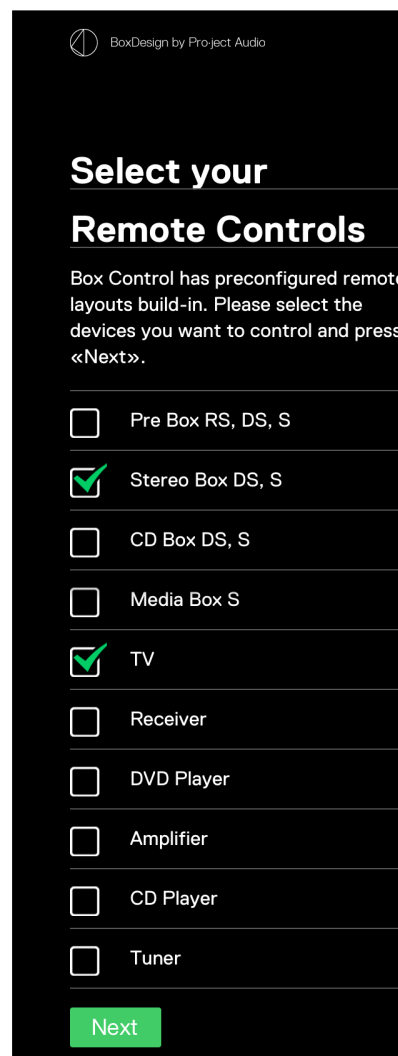 BoxDesign by Pro-ject Audio
Select your
Remote Controls
Box Control has preconfigured remote
layouts build-in. Please select the
devices you want to control and press
«Next».
Pre Box RS, DS, S
Stereo Box DS, S
CD Box DS, S
Media Box S
TV
Receiver
DVD Player
Amplifier
CD Player
Tuner
Next